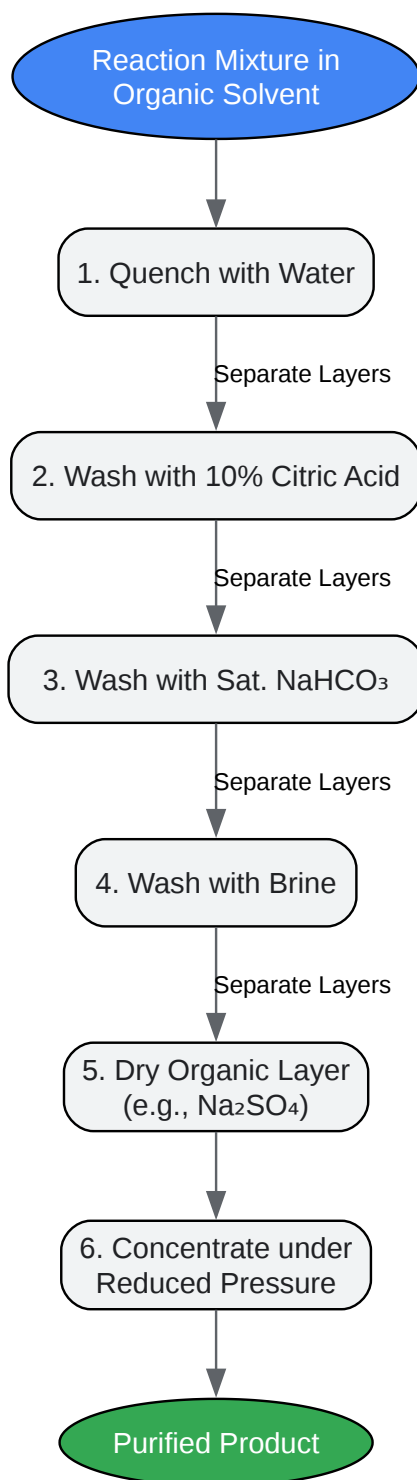 Reaction Mixture in
Organic Solvent
1. Quench with Water
Separate Layers
2. Wash with 10% Citric Acid
Separate Layers
3. Wash with Sat. NaHCO₃
Separate Layers
4. Wash with Brine
Separate Layers
5. Dry Organic Layer
(e.g., Na₂SO₄)
6. Concentrate under
Reduced Pressure
Purified Product